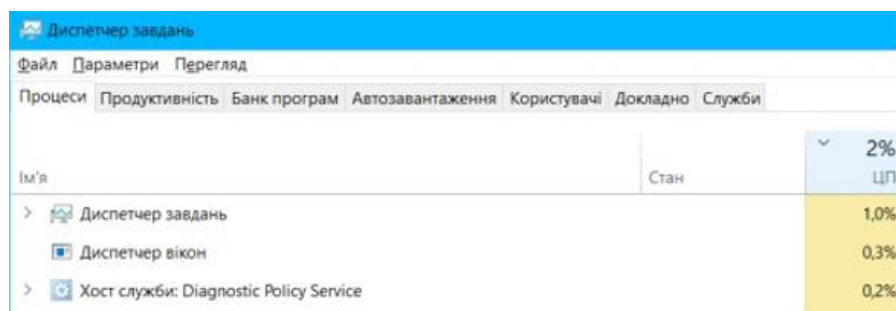 Диспетчер завдань
Файл Параметри Перегляд
Процеси Продуктивність Банк програм Автозавантаження Користувачі Докладно Служби
2%
Ім'я Стан ЦП
Диспетчер завдань 1,0%
Диспетчер вікон 0,3%
Хост служби: Diagnostic Policy Service 0,2%